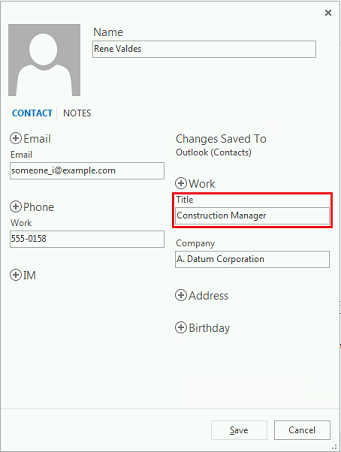 Name
Rene Valdes
CONTACT NOTES
Email
Email
someone_i@example.com
Phone
Work
555-0158
IM
Changes Saved To
Outlook (Contacts)
Work
Title
Construction Manager
Company
A. Datum Corporation
Address
Birthday
Save Cancel